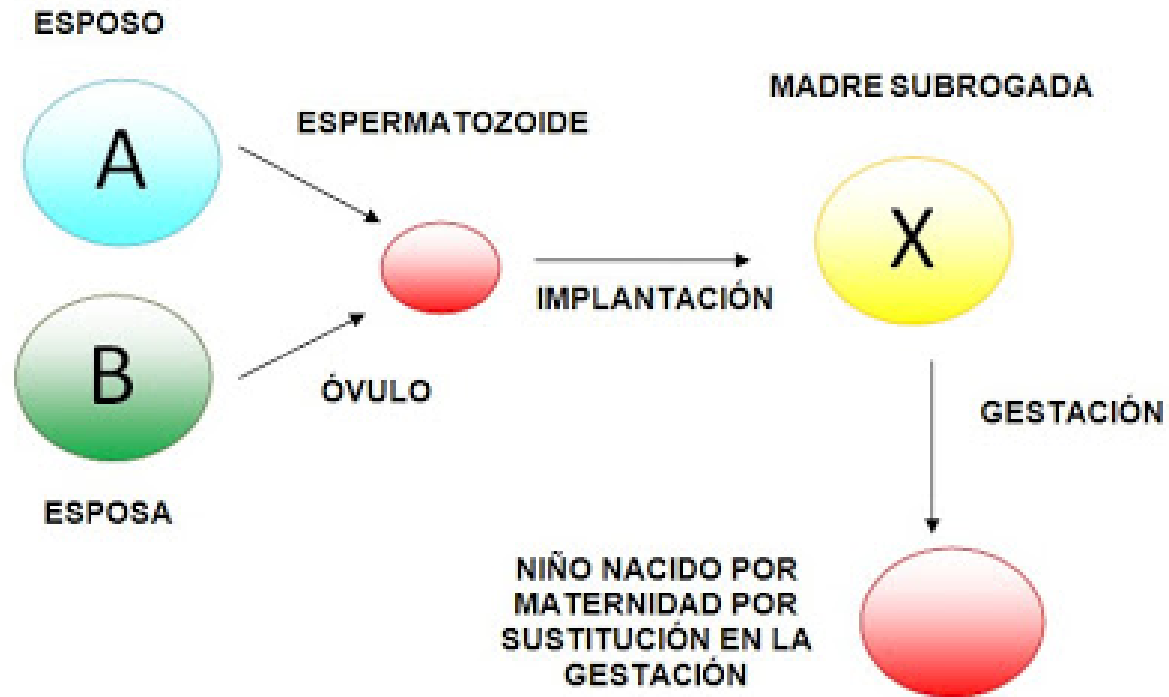 ESPOSO
A
ESPERMATOZOIDE
MADRE SUBROGADA
X
IMPLANTACIÓN
B
ÓVULO
ESPOSA
GESTACIÓN
NIÑO NACIDO POR
MATERNIDAD POR
SUSTITUCIÓN EN LA
GESTACIÓN